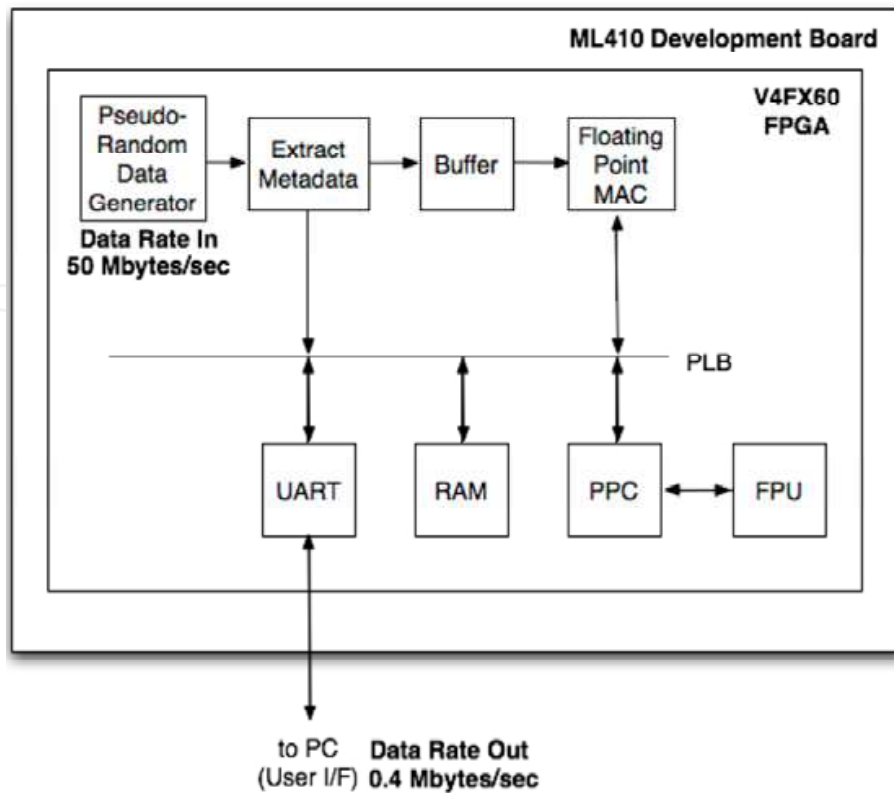 ML410 Development Board
V4FX60
FPGA
Pseudo-
Random
Data
Generator
Extract
Metadata
Buffer
Floating
Point
MAC
Data Rate In
50 Mbytes/sec
PLB
UART
RAM
PPC
FPU
to PC
(User I/F)
Data Rate Out
0.4 Mbytes/sec